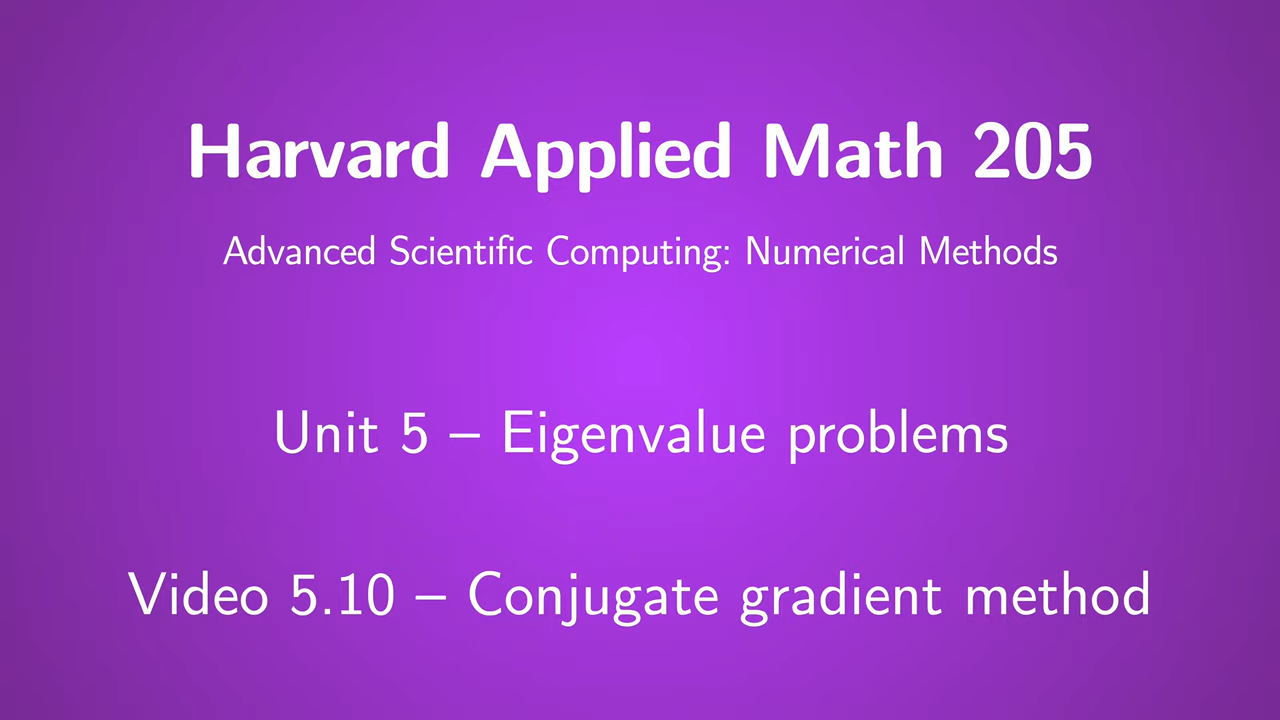 Harvard Applied Math 205
Advanced Scientific Computing: Numerical Methods
Unit 5 – Eigenvalue problems
Video 5.10 – Conjugate gradient method